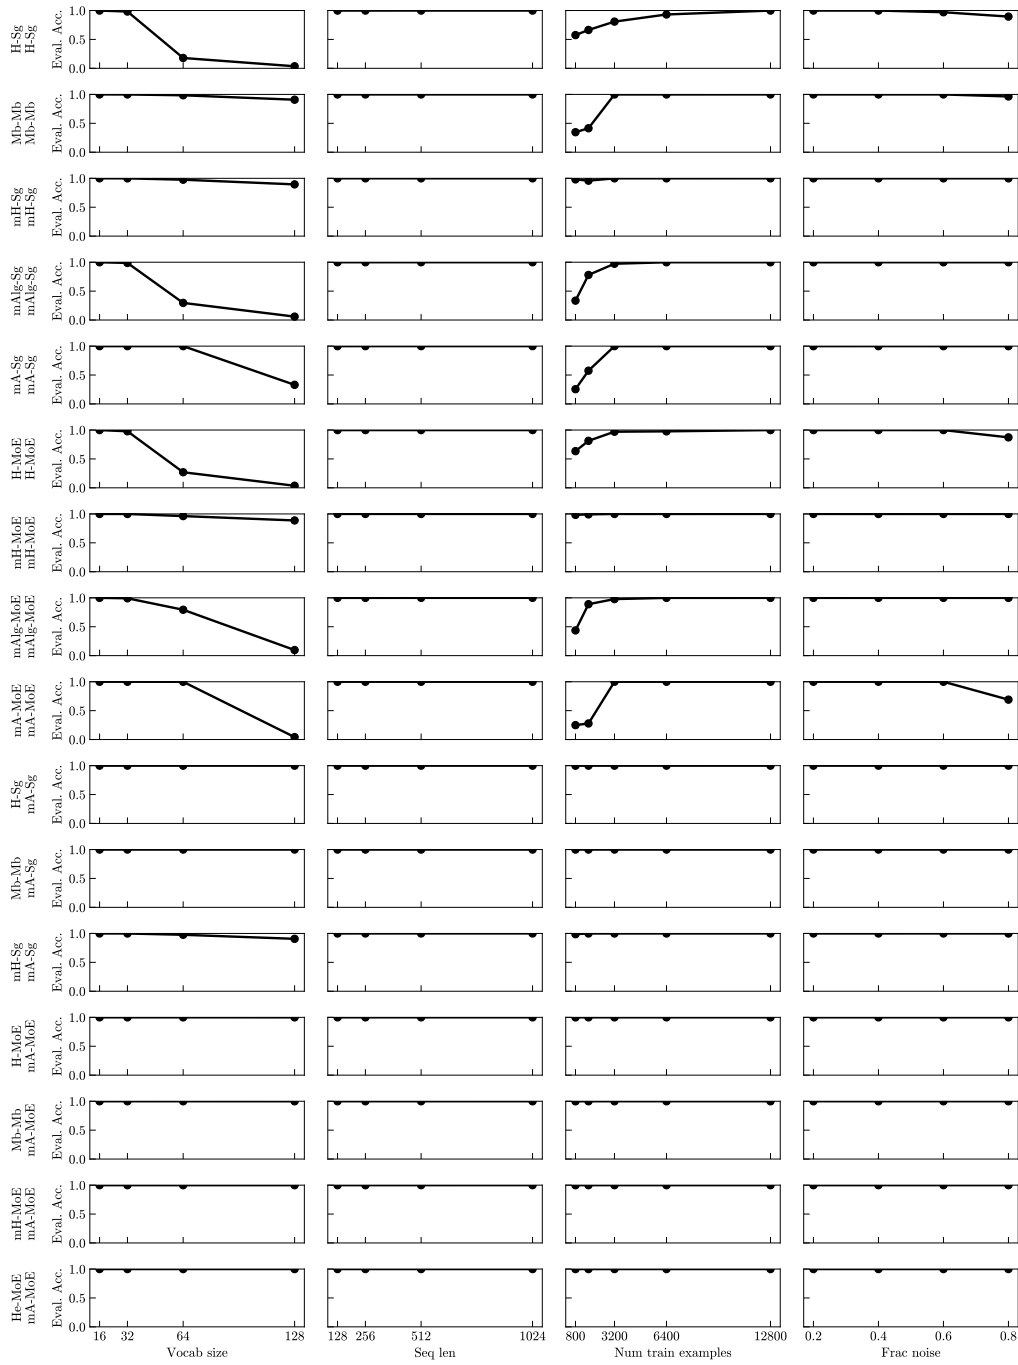 H-Sg
H-Sg
Eval. Acc.
1.0
0.5
0.0
Mb-Mb
Mb-Mb
Eval. Acc.
1.0
0.5
0.0
mH-Sg
mH-Sg
Eval. Acc.
1.0
0.5
0.0
mAlg-Sg
mAlg-Sg
Eval. Acc.
1.0
0.5
0.0
mA-Sg
mA-Sg
Eval. Acc.
1.0
0.5
0.0
H-MoE
H-MoE
Eval. Acc.
1.0
0.5
0.0
mH-MoE
mH-MoE
Eval. Acc.
1.0
0.5
0.0
mAlg-MoE
mAlg-MoE
Eval. Acc.
1.0
0.5
0.0
mA-MoE
mA-MoE
Eval. Acc.
1.0
0.5
0.0
H-Sg
mA-Sg
Eval. Acc.
1.0
0.5
0.0
Mb-Mb
mA-Sg
Eval. Acc.
1.0
0.5
0.0
mH-Sg
mA-Sg
Eval. Acc.
1.0
0.5
0.0
H-MoE
mA-MoE
Eval. Acc.
1.0
0.5
0.0
Mb-Mb
mA-MoE
Eval. Acc.
1.0
0.5
0.0
mH-MoE
mA-MoE
Eval. Acc.
1.0
0.5
0.0
He-MoE
mA-MoE
Eval. Acc.
1.0
0.5
0.0
16 32 64 128
Vocab size
128 256 512 1024
Seq len
800 3200 6400 12800
Num train examples
0.2 0.4 0.6 0.8
Frac noise